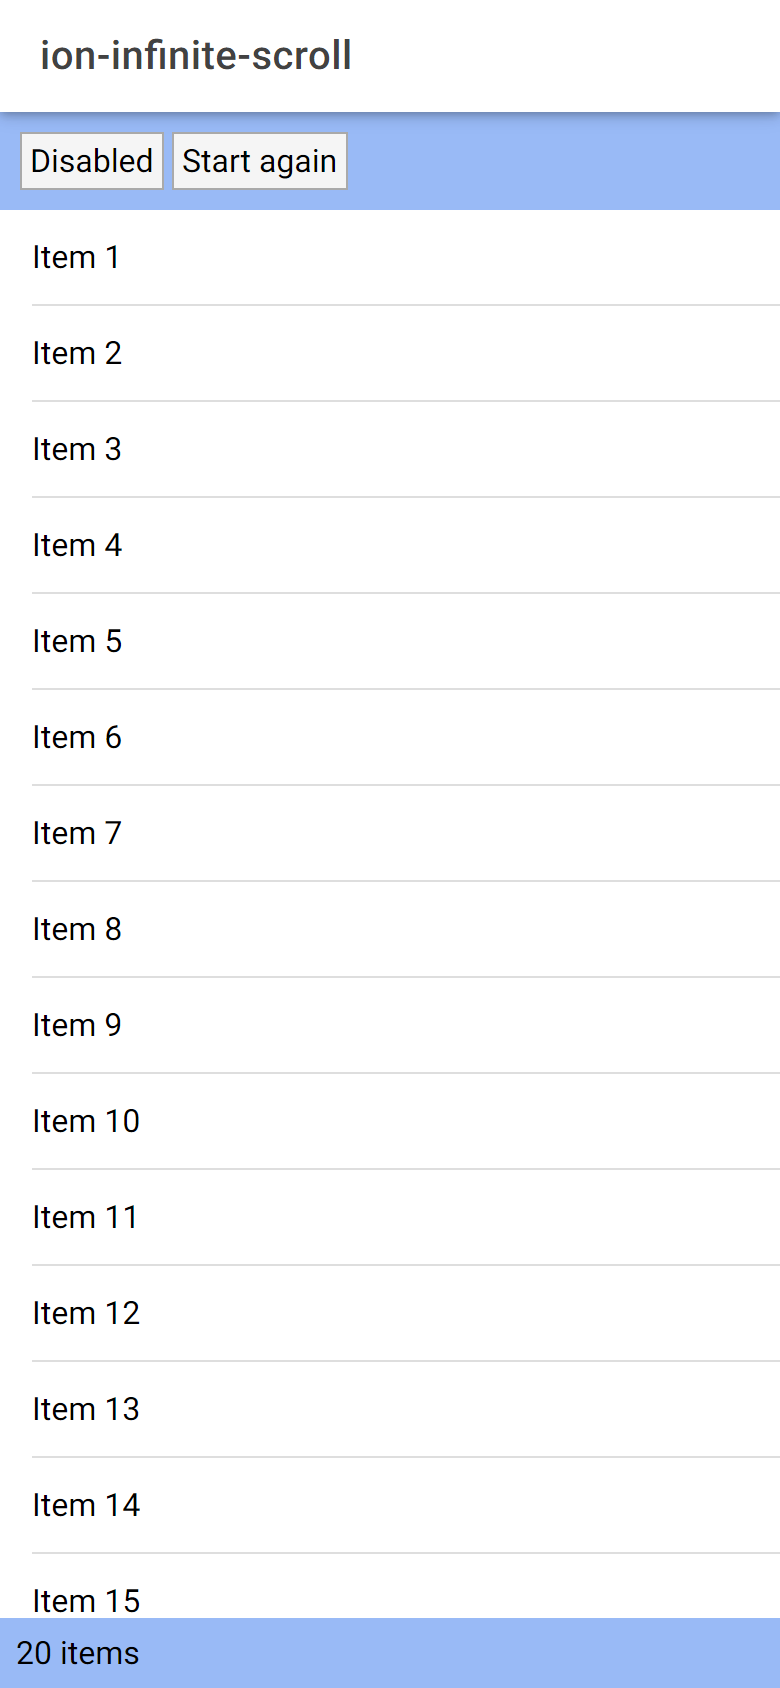 ion-infinite-scroll
Disabled Start again
Item 1
Item 2
Item 3
Item 4
Item 5
Item 6
Item 7
Item 8
Item 9
Item 10
Item 11
Item 12
Item 13
Item 14
Item 15
20 items